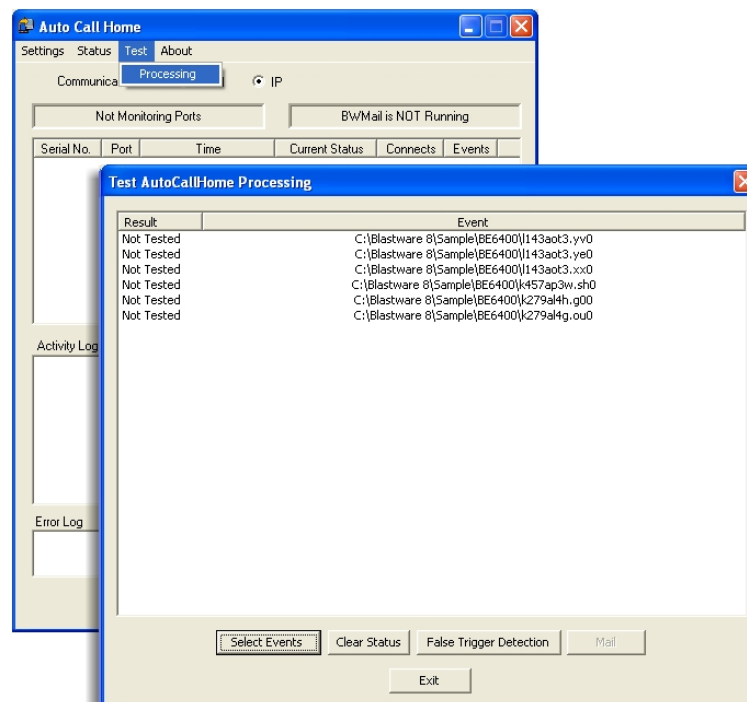 Auto Call Home
Settings Status Test About
Processing
Communica
IP
Not Monitoring Ports
BWMail is NOT Running
Serial No. Port Time Current Status Connects Events
Test AutoCallHome Processing
Result Event
Not Tested C:\Blastware 8\Sample\BE6400\l143aot3.yv0
Not Tested C:\Blastware 8\Sample\BE6400\l143aot3.ye0
Not Tested C:\Blastware 8\Sample\BE6400\l143aot3.xx0
Not Tested C:\Blastware 8\Sample\BE6400\k457ap3w.sh0
Not Tested C:\Blastware 8\Sample\BE6400\k279al4h.g00
Not Tested C:\Blastware 8\Sample\BE6400\k279al4g.ou0
Activity Log
Error Log
Select Events Clear Status False Trigger Detection Mail
Exit